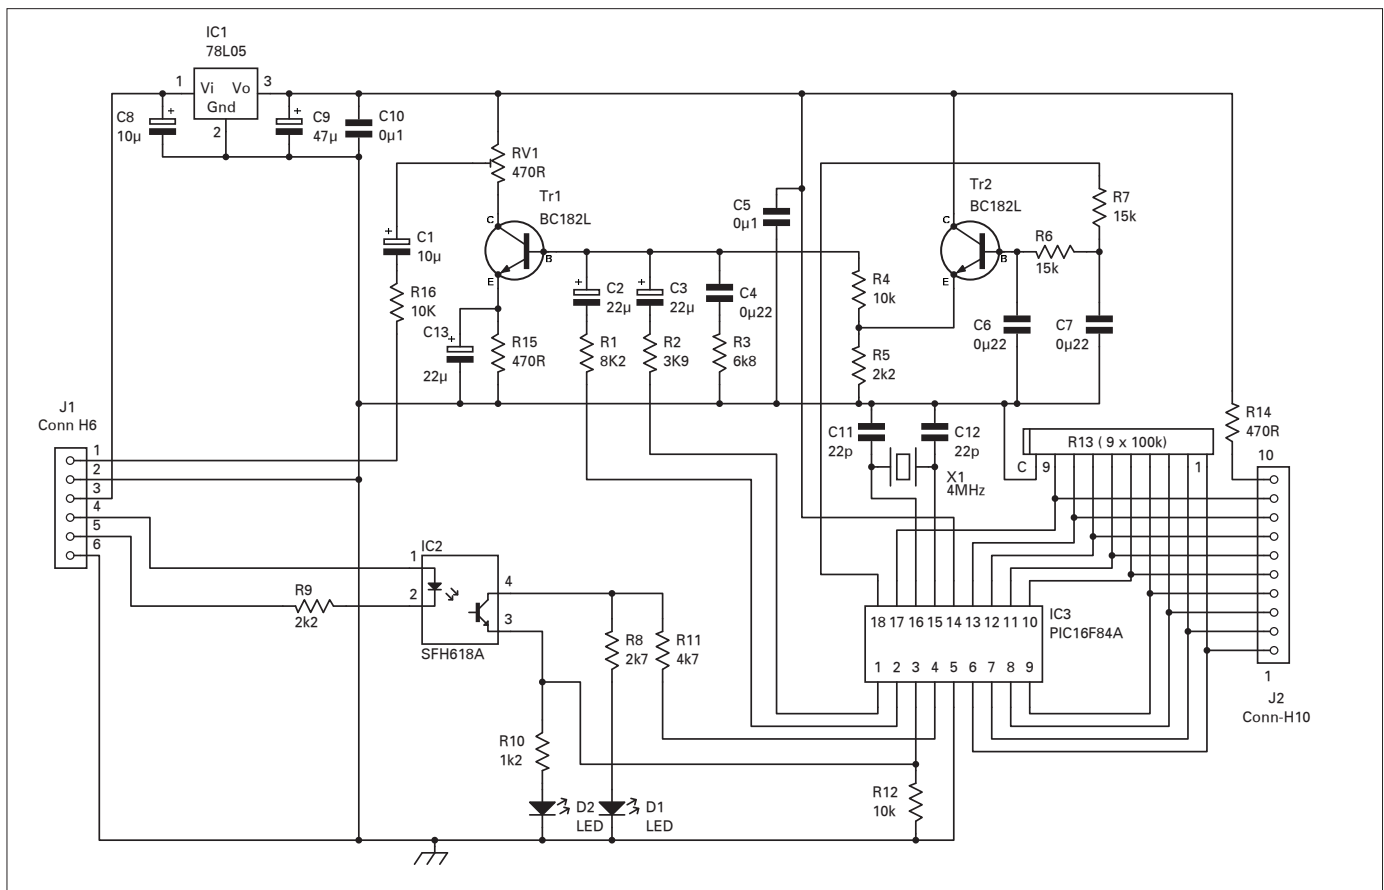 IC1
78L05
1
Vi Vo
3
Gnd
2
C8
10µ
+
+
C9
47µ
C10
0µ1
RV1
470R
Tr1
BC182L
C
B
E
+
C1
10µ
R16
10K
C13
+
22µ
R15
470R
+
C2
22µ
+
C3
22µ
C4
0µ22
R1
8K2
R2
3K9
R3
6k8
C5
0µ1
R4
10k
R5
2k2
Tr2
BC182L
C
B
E
R6
15k
R7
15k
C6
0µ22
C7
0µ22
J1
Conn H6
1
2
3
4
5
6
C11
22p
C12
22p
X1
4MHz
R13 ( 9 x 100k)
C 9 1
R14
470R
10
1
J2
Conn-H10
IC2
1
2
4
3
SFH618A
R9
2k2
R8
2k7
R11
4k7
IC3
PIC16F84A
18 17 16 15 14 13 12 11 10
1 2 3 4 5 6 7 8 9
R10
1k2
D2
LED
D1
LED
R12
10k